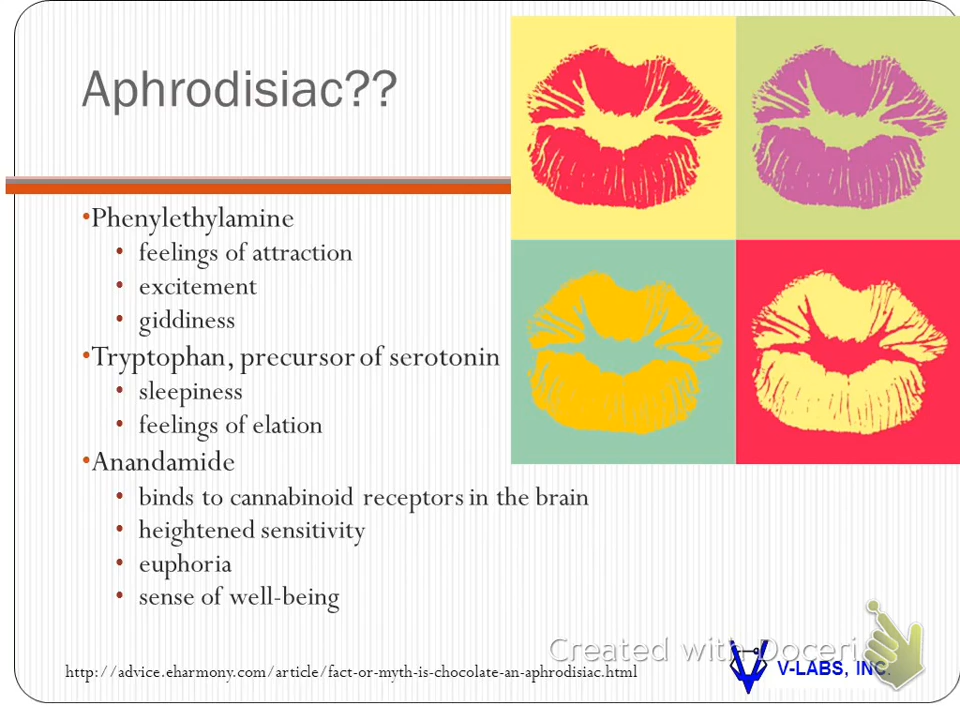 Aphrodisiac??
•Phenylethylamine
• feelings of attraction
• excitement
• giddiness
•Tryptophan, precursor of serotonin
• sleepiness
• feelings of elation
•Anandamide
• binds to cannabinoid receptors in the brain
• heightened sensitivity
• euphoria
• sense of well-being
Created with Doceri
http://advice.eharmony.com/article/fact-or-myth-is-chocolate-an-aphrodisiac.html
V-LABS, INC.